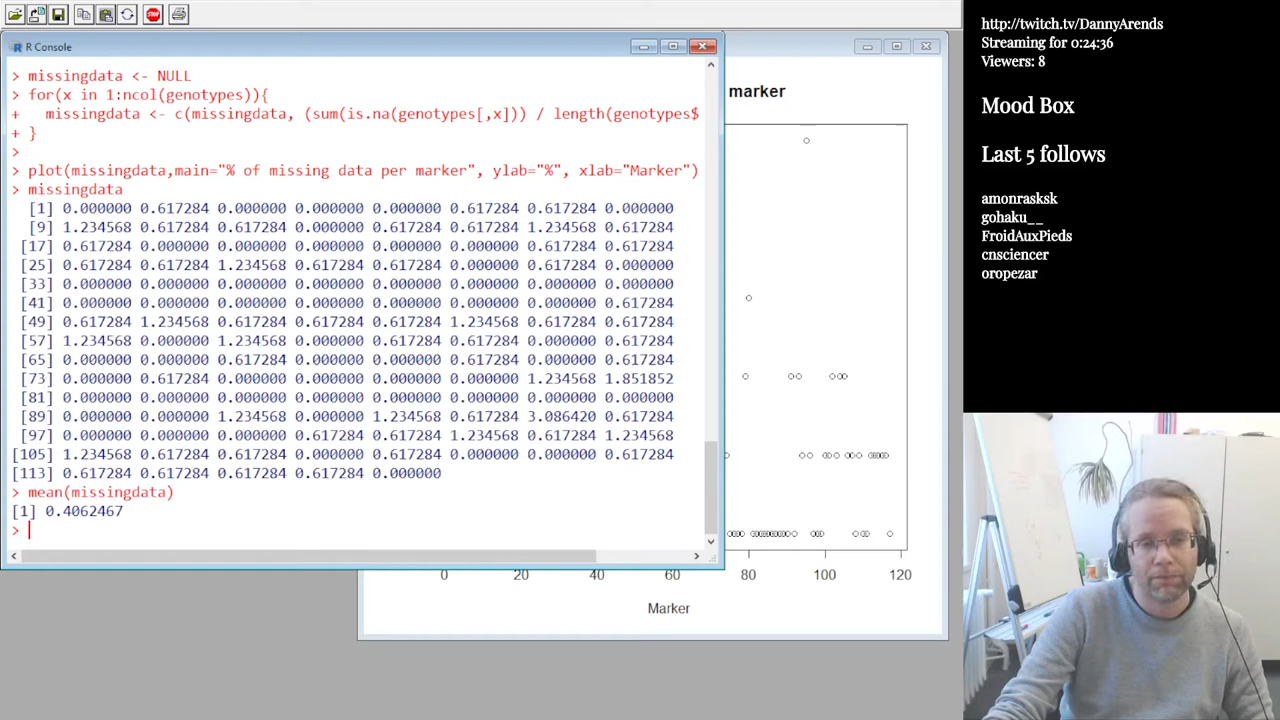 STOP
R Console
> missingdata <- NULL
> for(x in 1:ncol(genotypes)){
+   missingdata <- c(missingdata, (sum(is.na(genotypes[,x])) / length(genotypes$
+ }
>
> plot(missingdata,main="% of missing data per marker", ylab="%", xlab="Marker")
> missingdata
[1] 0.000000 0.617284 0.000000 0.000000 0.000000 0.617284 0.617284 0.000000
[9] 1.234568 0.617284 0.617284 0.000000 0.617284 0.617284 1.234568 0.617284
[17] 0.617284 0.000000 0.000000 0.000000 0.000000 0.000000 0.000000 0.000000
[25] 0.617284 0.617284 1.234568 0.617284 0.617284 0.000000 0.617284 0.000000
[33] 0.000000 0.000000 0.000000 0.000000 0.000000 0.000000 0.000000 0.000000
[41] 0.000000 0.000000 0.000000 0.000000 0.000000 0.000000 0.000000 0.617284
[49] 0.617284 1.234568 0.617284 0.617284 0.617284 1.234568 0.617284 0.617284
[57] 1.234568 0.000000 1.234568 0.000000 0.000000 0.000000 0.617284 0.617284
[65] 0.000000 0.000000 0.617284 0.000000 0.000000 0.617284 0.000000 0.000000
[73] 0.000000 0.617284 0.000000 0.000000 0.000000 0.000000 1.234568 1.851852
[81] 0.000000 0.000000 0.000000 0.000000 0.000000 0.000000 0.000000 0.000000
[89] 0.000000 0.000000 1.234568 0.000000 1.234568 0.617284 3.086420 0.617284
[97] 0.000000 0.000000 0.000000 0.617284 0.617284 1.234568 0.617284 1.234568
[105] 1.234568 0.617284 0.000000 0.617284 0.000000 0.000000 0.617284
[113] 0.617284 0.617284 0.617284 0.617284 0.000000
> mean(missingdata)
[1] 0.4062467
>
marker
0 20 40 60 80 100 120
Marker
http://twitch.tv/DannyArends
Streaming for 0:24:36
Viewers: 8
Mood Box
Last 5 follows
amonrasksk
gohaku__
FroidAuxPieds
cnsciencer
oropezar